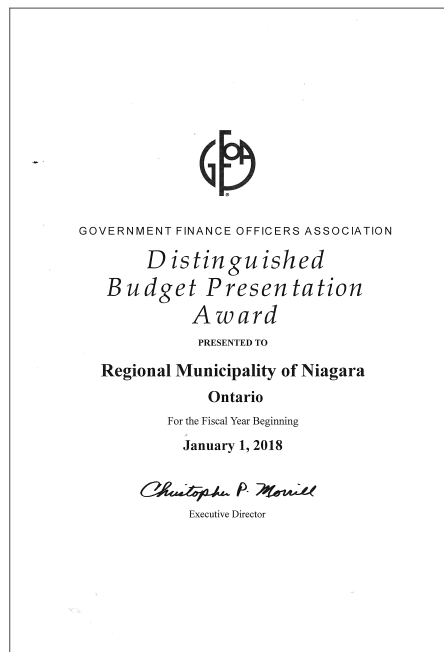 GFOA
GOVERNMENT FINANCE OFFICERS ASSOCIATION
Distinguished
Budget Presentation
Award
PRESENTED TO
Regional Municipality of Niagara
Ontario
For the Fiscal Year Beginning
January 1, 2018
Christopher P. Morrill
Executive Director